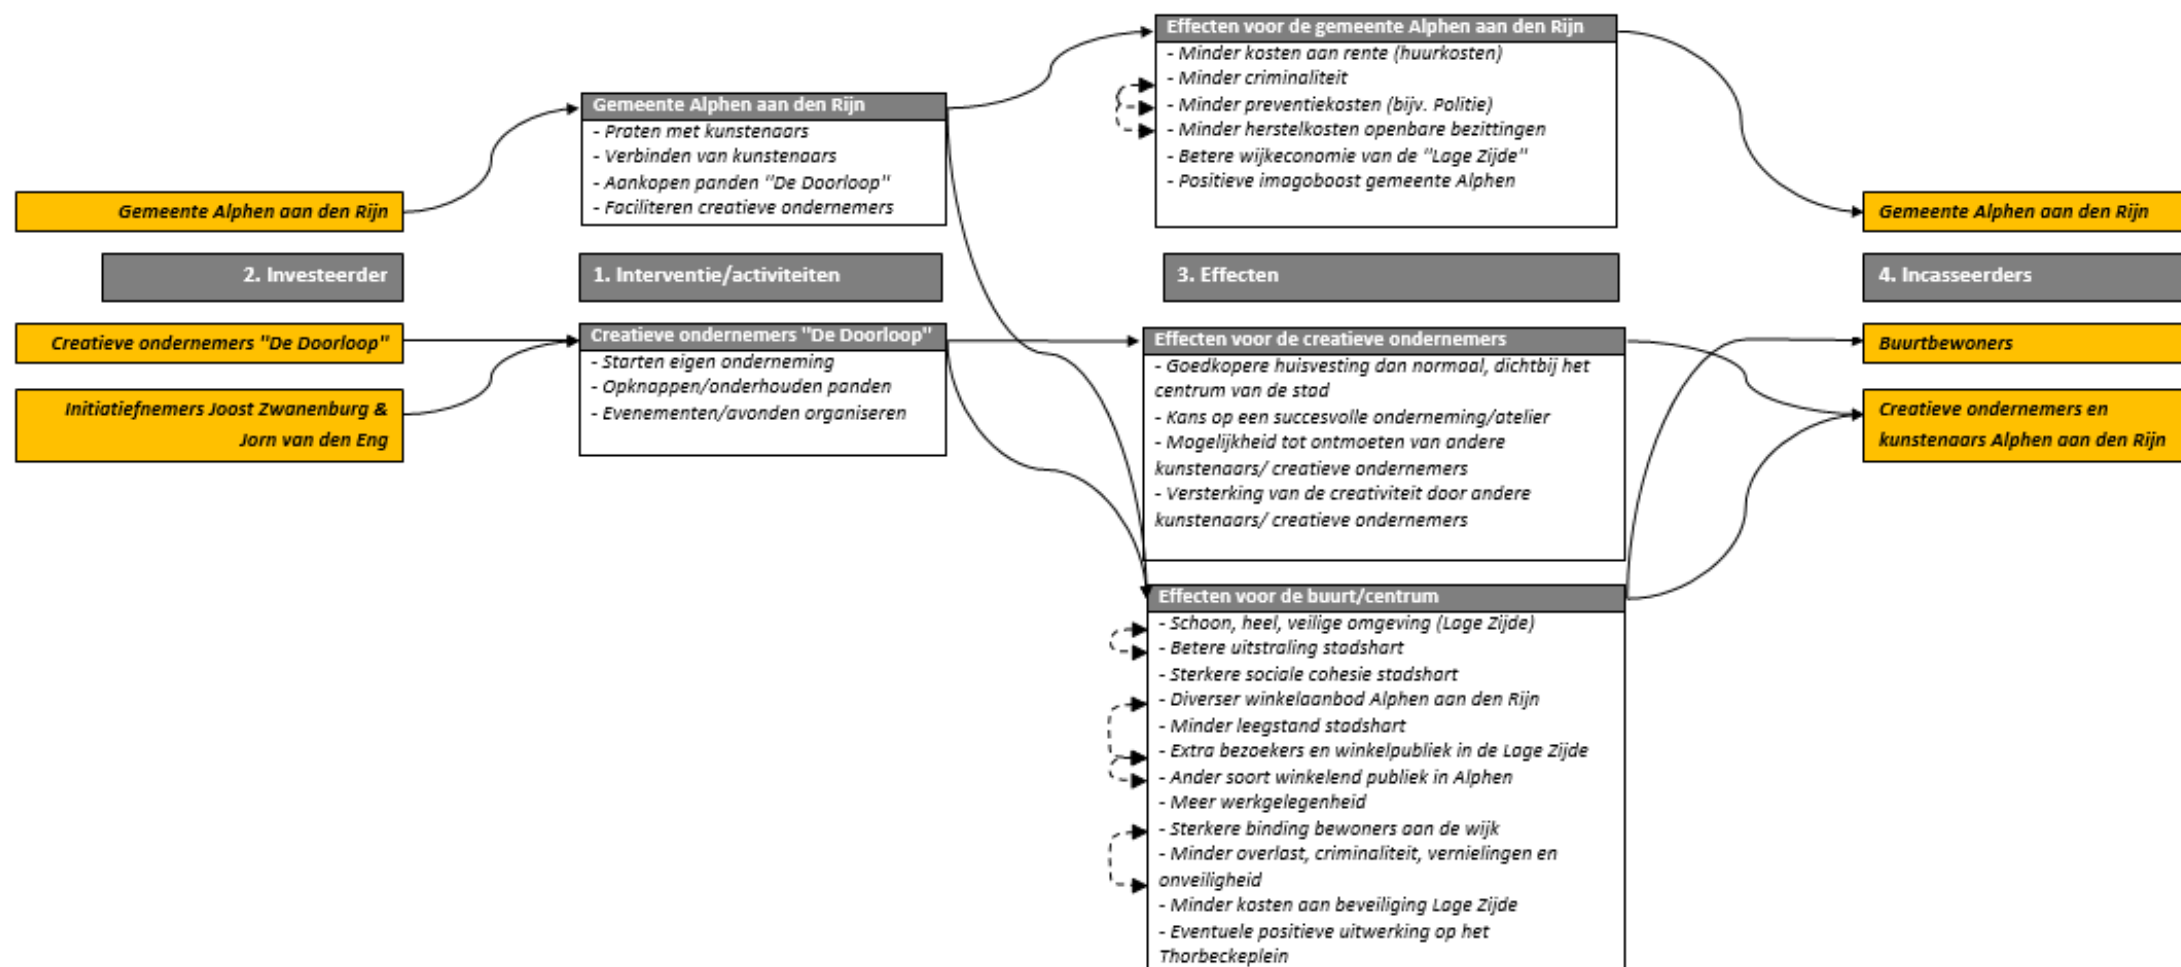 Gemeente Alphen aan den Rijn
2. Investeerder
Creatieve ondernemers "De Doorloop"
Initiatiefnemers Joost Zwanenburg &
Jorn van den Eng
Gemeente Alphen aan den Rijn
- Praten met kunstenaars
- Verbinden van kunstenaars
- Aankopen panden "De Doorloop"
- Faciliteren creatieve ondernemers
1. Interventie/activiteiten
Creatieve ondernemers "De Doorloop"
- Starten eigen onderneming
- Opknappen/onderhouden panden
- Evenementen/avonden organiseren
Effecten voor de gemeente Alphen aan den Rijn
- Minder kosten aan rente (huurkosten)
- Minder criminaliteit
- Minder preventiekosten (bijv. Politie)
- Minder herstelkosten openbare bezittingen
- Betere wijkeconomie van de "Lage Zijde"
- Positieve imagoboost gemeente Alphen
3. Effecten
Effecten voor de creatieve ondernemers
- Goedkopere huisvesting dan normaal, dichtbij het
centrum van de stad
- Kans op een succesvolle onderneming/atelier
- Mogelijkheid tot ontmoeten van andere
kunstenaars/ creatieve ondernemers
- Versterking van de creativiteit door andere
kunstenaars/ creatieve ondernemers
Effecten voor de buurt/centrum
- Schoon, heel, veilige omgeving (Lage Zijde)
- Betere uitstraling stadshart
- Sterkere sociale cohesie stadshart
- Diverser winkelaanbod Alphen aan den Rijn
- Minder leegstand stadshart
- Extra bezoekers en winkelpubliek in de Lage Zijde
- Ander soort winkelend publiek in Alphen
- Meer werkgelegenheid
- Sterkere binding bewoners aan de wijk
- Minder overlast, criminaliteit, vernielingen en
onveiligheid
- Minder kosten aan beveiliging Lage Zijde
- Eventuele positieve uitwerking op het
Thorbeckeplein
Gemeente Alphen aan den Rijn
4. Incasseerders
Buurtbewoners
Creatieve ondernemers en
kunstenaars Alphen aan den Rijn